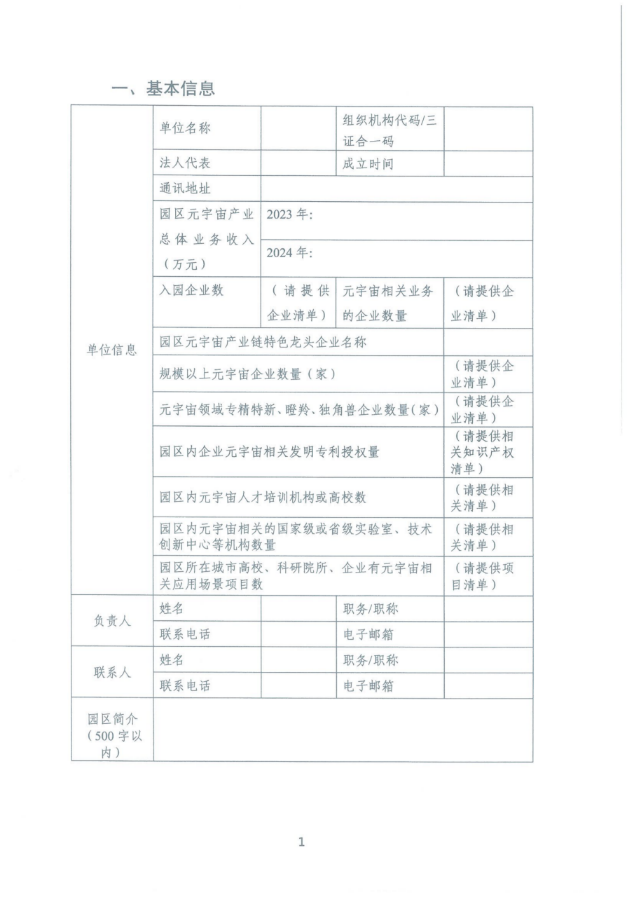 一、基本信息
单位信息
单位名称
组织机构代码/三
证合一码
法人代表
成立时间
通讯地址
园区元宇宙产业
总体业务收入
（万元）
2023 年:
2024 年:
入园企业数
（请提供
企业清单）
元宇宙相关业务
的企业数量
（请提供企
业清单）
园区元宇宙产业链特色龙头企业名称
规模以上元宇宙企业数量（家）
（请提供企
业清单）
元宇宙领域专精特新、瞪羚、独角兽企业数量（家）
（请提供企
业清单）
园区内企业元宇宙相关发明专利授权量
（请提供相
关知识产权
清单）
园区内元宇宙人才培训机构或高校数
（请提供相
关清单）
园区内元宇宙相关的国家级或省级实验室、技术
创新中心等机构数量
（请提供相
关清单）
园区所在城市高校、科研院所、企业有元宇宙相
关应用场景项目数
（请提供项
目清单）
负责人
姓名
职务/职称
联系电话
电子邮箱
联系人
姓名
职务/职称
联系电话
电子邮箱
园区简介
（500 字以
内）
1